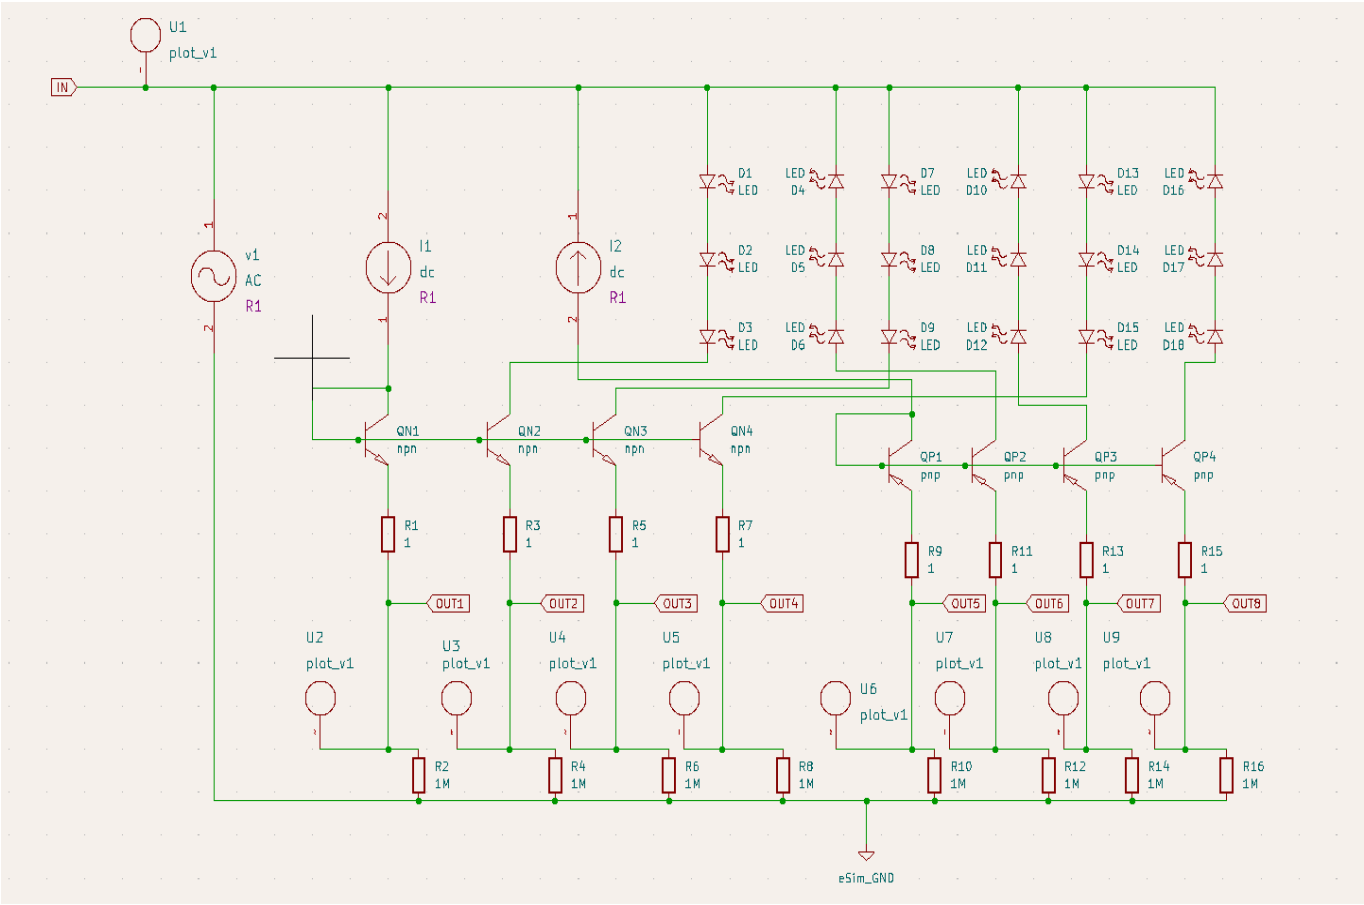 U1
plot_v1
IN
1
v1
AC
R1
2
2
I1
dc
R1
1
1
I2
dc
R1
2
D1
LED
LED
D4
D7
LED
LED
D10
D13
LED
LED
D16
D2
LED
LED
D5
D8
LED
LED
D11
D14
LED
LED
D17
D3
LED
LED
D6
D9
LED
LED
D12
D15
LED
LED
D18
QN1
npn
QN2
npn
QN3
npn
QN4
npn
QP1
pnp
QP2
pnp
QP3
pnp
QP4
pnp
R1
1
R3
1
R5
1
R7
1
R9
1
R11
1
R13
1
R15
1
OUT1
OUT2
OUT3
OUT4
OUT5
OUT6
OUT7
OUT8
U2
plot_v1
U3
plot_v1
U4
plot_v1
U5
plot_v1
U6
plot_v1
U7
plot_v1
U8
plot_v1
U9
plot_v1
R2
1M
R4
1M
R6
1M
R8
1M
R10
1M
R12
1M
R14
1M
R16
1M
eSim_GND